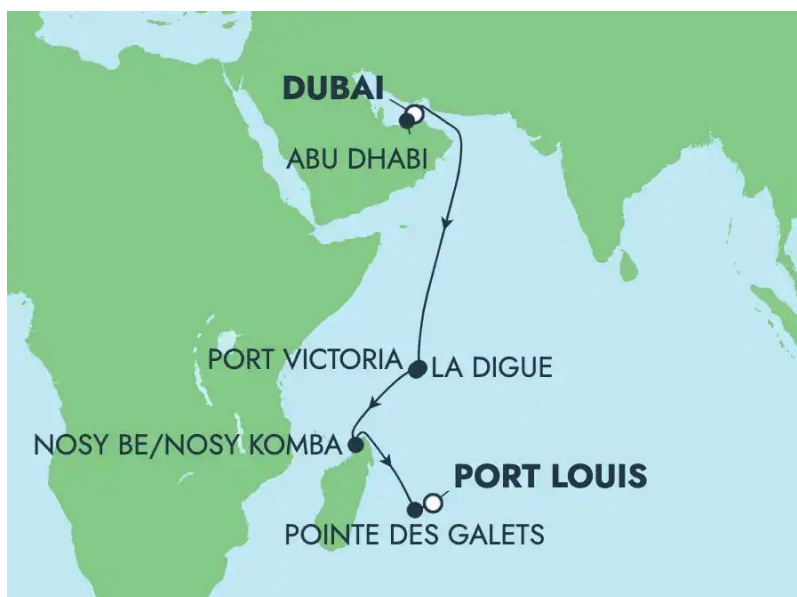 DUBAI
ABU DHABI
PORT VICTORIA
LA DIGUE
NOSY BE/NOSY KOMBA
PORT LOUIS
POINTE DES GALETS